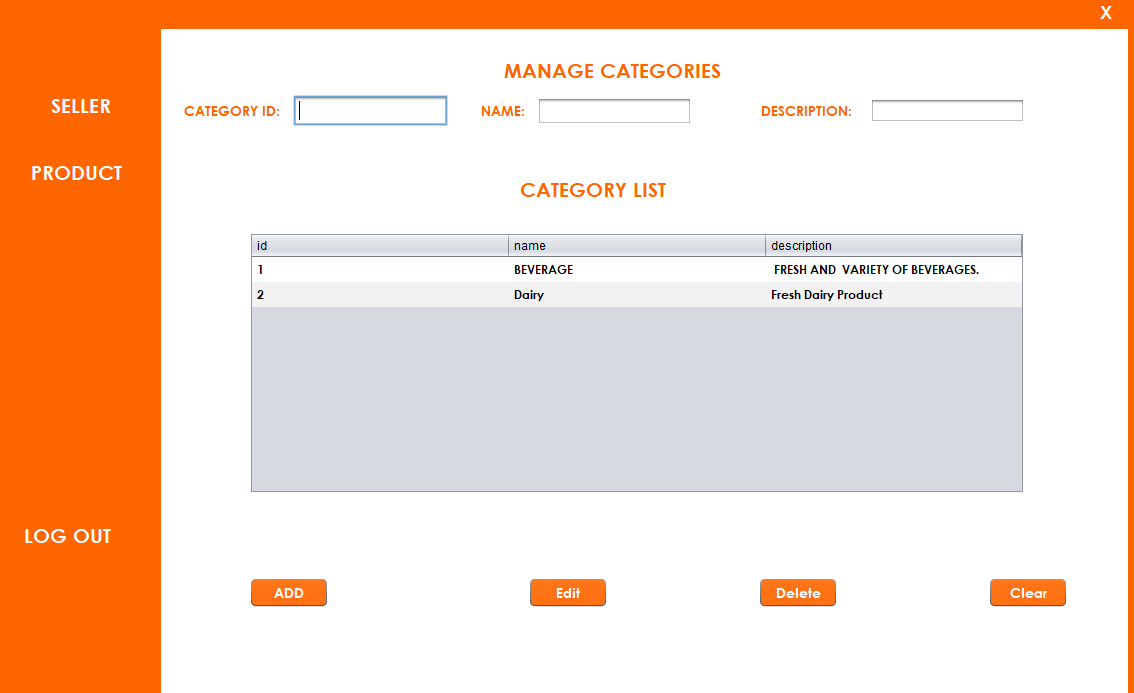 X
SELLER
PRODUCT
LOG OUT
MANAGE CATEGORIES
CATEGORY ID: NAME: DESCRIPTION:
CATEGORY LIST
id name description
1 BEVERAGE FRESH AND VARIETY OF BEVERAGES.
2 Dairy Fresh Dairy Product
ADD Edit Delete Clear